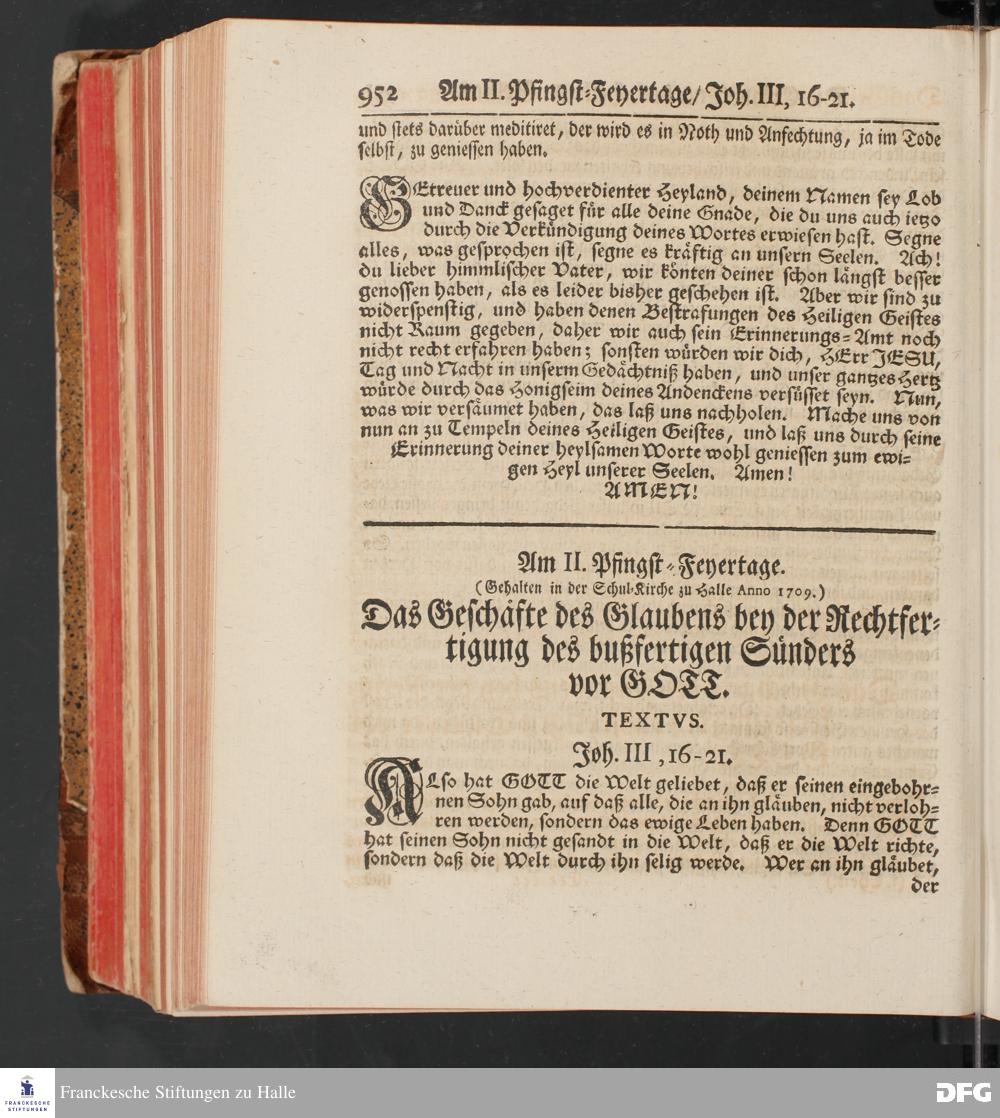 952 Am II. Pfingst-Feyertage/ Joh. III, 16-21.
und stets darüber meditiret, der wird es in Noth und Anfechtung, ja im Tode
selbst, zu geniessen haben.
GEtreuer und hochverdienter Heyland, deinem Namen sey Lob
und Danck gesaget für alle deine Gnade, die du uns auch ietzo
durch die Verkündigung deines Wortes erwiesen hast. Segne
alles, was gesprochen ist, segne es kräftig an unsern Seelen. Ach!
du lieber himmlischer Vater, wir könten deiner schon längst besser
genossen haben, als es leider bisher geschehen ist. Aber wir sind zu
widerspenstig, und haben denen Bestrafungen des Heiligen Geistes
nicht Raum gegeben, daher wir auch sein Erinnerungs-Amt noch
nicht recht erfahren haben; sonsten würden wir dich, HErr JESU,
Tag und Nacht in unserm Gedächtniß haben, und unser gantzes Hertz
würde durch das Honigseim deines Andenckens versüsset seyn. Nun,
was wir versäumet haben, das laß uns nachholen. Mache uns von
nun an zu Tempeln deines Heiligen Geistes, und laß uns durch seine
Erinnerung deiner heylsamen Worte wohl geniessen zum ewi-
gen Heyl unserer Seelen. Amen!
AMEN!
Am II. Pfingst-Feyertage.
(Gehalten in der Schul-Kirche zu Halle Anno 1709.)
Das Geschäfte des Glaubens bey der Rechtfer-
tigung des bußfertigen Sünders
vor GOTT.
TEXTVS.
Joh. III, 16-21.
ALso hat GOTT die Welt geliebet, daß er seinen eingebohr-
nen Sohn gab, auf daß alle, die an ihn gläuben, nicht verloh-
ren werden, sondern das ewige Leben haben. Denn GOTT
hat seinen Sohn nicht gesandt in die Welt, daß er die Welt richte,
sondern daß die Welt durch ihn selig werde. Wer an ihn gläubet,
der
FRANCKESCHE
STIFTUNGEN
Franckesche Stiftungen zu Halle
DFG